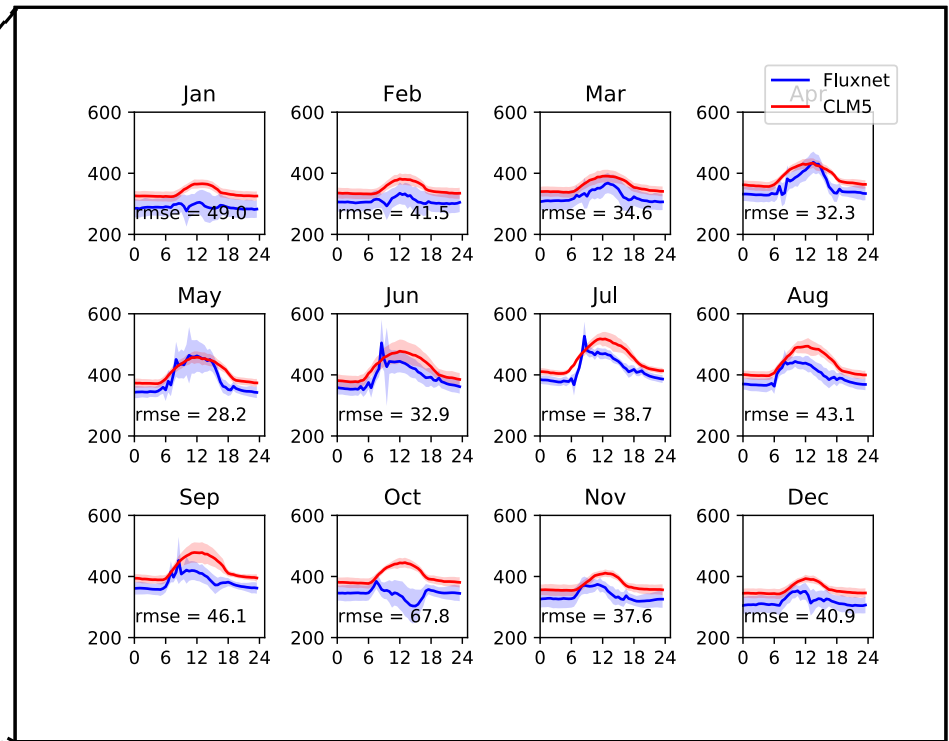 Fluxnet
CLM5
Jan Feb Mar Apr
600 600 600 600
400 400 400 400
rmse = 49.0 rmse = 41.5 rmse = 34.6 rmse = 32.3
200 200 200 200
0 6 12 18 24 0 6 12 18 24 0 6 12 18 24 0 6 12 18 24
May Jun Jul Aug
600 600 600 600
400 400 400 400
rmse = 28.2 rmse = 32.9 rmse = 38.7 rmse = 43.1
200 200 200 200
0 6 12 18 24 0 6 12 18 24 0 6 12 18 24 0 6 12 18 24
Sep Oct Nov Dec
600 600 600 600
400 400 400 400
rmse = 46.1 rmse = 67.8 rmse = 37.6 rmse = 40.9
200 200 200 200
0 6 12 18 24 0 6 12 18 24 0 6 12 18 24 0 6 12 18 24